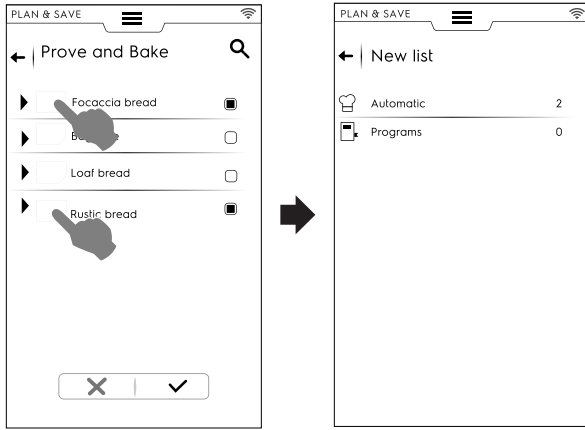 PLAN & SAVE
Prove and Bake
Focaccia bread
Loaf bread
Rustic bread
PLAN & SAVE
New list
Automatic 2
Programs 0